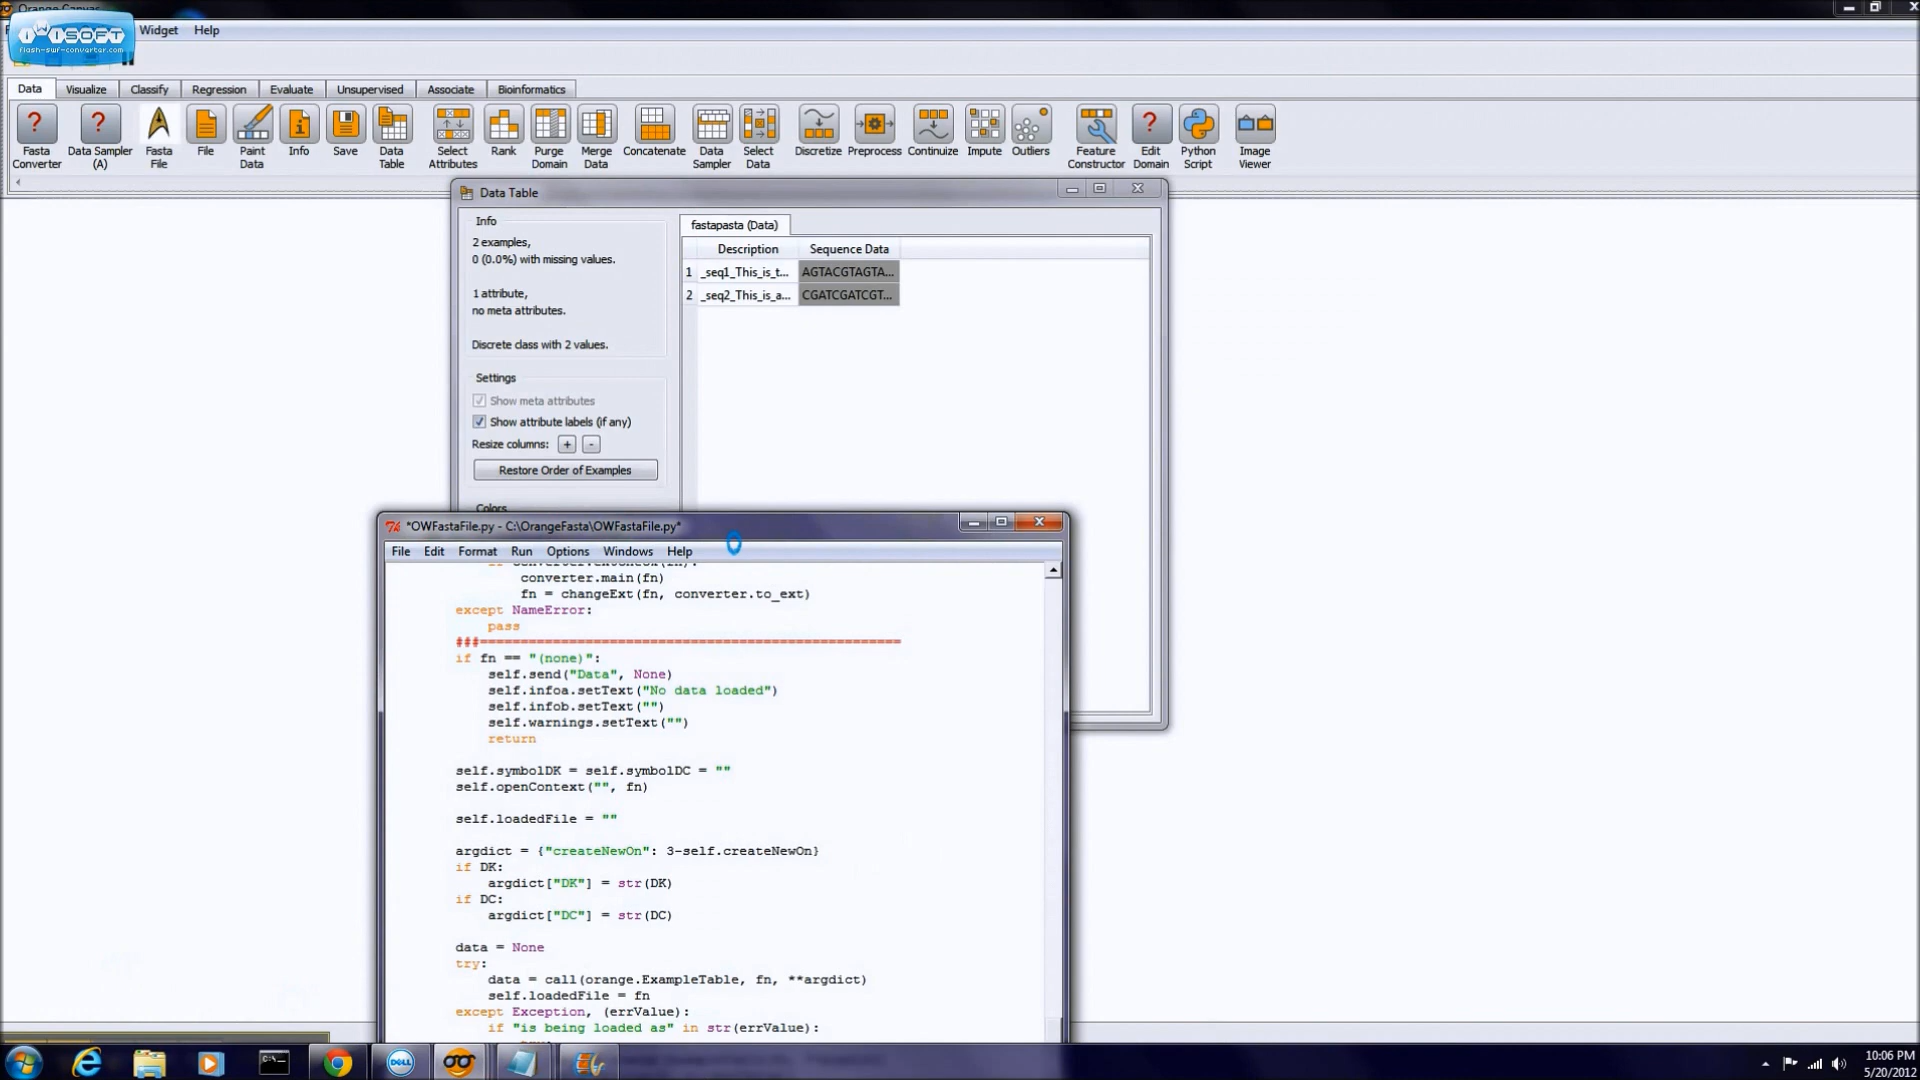 Orange Canvas
iWiSOFT
flash-swf-converter.com
Widget Help
Data Visualize Classify Regression Evaluate Unsupervised Associate Bioinformatics
Fasta Converter
Data Sampler (A)
Fasta File
File
Paint Data
Info
Save
Data Table
Select Attributes
Rank
Purge Domain
Merge Data
Concatenate
Data Sampler
Select Data
Discretize
Preprocess
Continuize
Impute
Outliers
Feature Constructor
Edit Domain
Python Script
Image Viewer
Data Table
Info
2 examples,
0 (0.0%) with missing values.
1 attribute,
no meta attributes.
Discrete class with 2 values.
Settings
Show meta attributes
Show attribute labels (if any)
Resize columns: + -
Restore Order of Examples
Colors
fastapasta (Data)
Description Sequence Data
1 _seq1_This_is_t... AGTACGTAGTA...
2 _seq2_This_is_a... CGATCGATCGT...
*OWFastaFile.py - C:\OrangeFasta\OWFastaFile.py*
File Edit Format Run Options Windows Help
converter.main(fn)
fn = changeExt(fn, converter.to_ext)
except NameError:
pass
###====================================================
if fn == "(none)":
self.send("Data", None)
self.infoa.setText("No data loaded")
self.infob.setText("")
self.warnings.setText("")
return
self.symbolDK = self.symbolDC = ""
self.openContext("", fn)
self.loadedFile = ""
argdict = {"createNewOn": 3-self.createNewOn}
if DK:
argdict["DK"] = str(DK)
if DC:
argdict["DC"] = str(DC)
data = None
try:
data = call(orange.ExampleTable, fn, **argdict)
self.loadedFile = fn
except Exception, (errValue):
if "is being loaded as" in str(errValue):
DELL
10:06 PM
5/20/2012